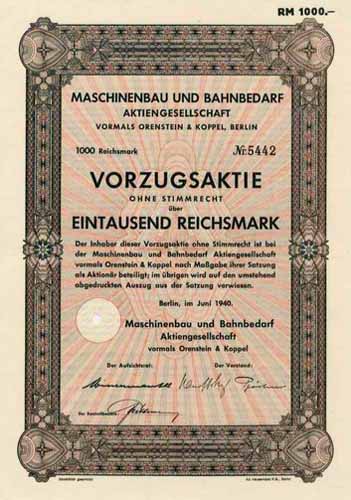 RM 1000.–
MASCHINENBAU UND BAHNBEDARF
AKTIENGESELLSCHAFT
VORMALS ORENSTEIN & KOPPEL, BERLIN
1000 Reichsmark
Nr. 5442
VORZUGSAKTIE
OHNE STIMMRECHT
über
EINTAUSEND REICHSMARK
Der Inhaber dieser Vorzugsaktie ohne Stimmrecht ist bei
der Maschinenbau und Bahnbedarf Aktiengesellschaft
vormals Orenstein & Koppel nach Maßgabe ihrer Satzung
als Aktionär beteiligt; im übrigen wird auf den umstehend
abgedruckten Auszug aus der Satzung verwiesen.
Berlin, im Juni 1940.
Maschinenbau und Bahnbedarf
Aktiengesellschaft
vormals Orenstein & Koppel
Der Aufsichtsrat:
Der Vorstand:
Der Kontrollbeamte: